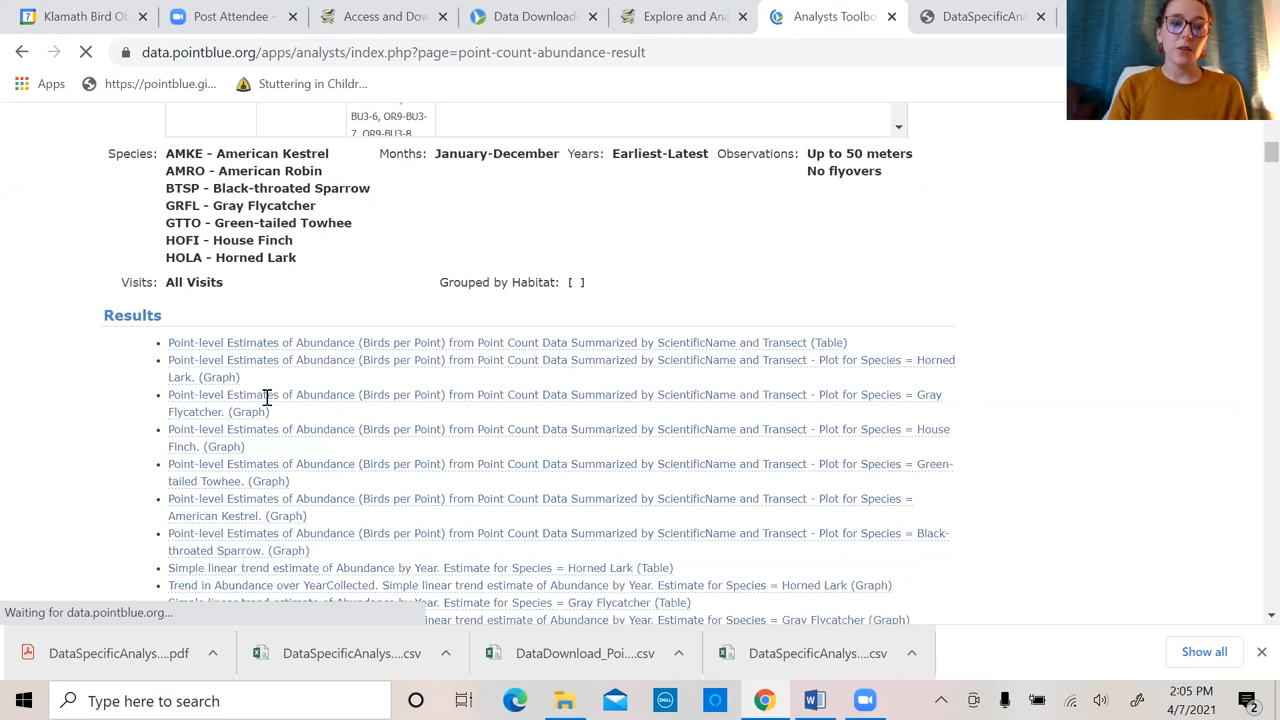 Klamath Bird Ob
Post Attendee -
Access and Do
Data Download
Explore and An
Analysts Toolbo
DataSpecificAna
data.pointblue.org/apps/analysts/index.php?page=point-count-abundance-result
Apps
https://pointblue.gi...
Stuttering in Childr...
BU3-6, OR9-BU3-
7, OR9-BU3-8
Species: AMKE - American Kestrel Months: January-December Years: Earliest-Latest Observations: Up to 50 meters
AMRO - American Robin No flyovers
BTSP - Black-throated Sparrow
GRFL - Gray Flycatcher
GTTO - Green-tailed Towhee
HOFI - House Finch
HOLA - Horned Lark
Visits: All Visits Grouped by Habitat: [ ]
Results
• Point-level Estimates of Abundance (Birds per Point) from Point Count Data Summarized by ScientificName and Transect (Table)
• Point-level Estimates of Abundance (Birds per Point) from Point Count Data Summarized by ScientificName and Transect - Plot for Species = Horned
Lark. (Graph)
• Point-level Estimates of Abundance (Birds per Point) from Point Count Data Summarized by ScientificName and Transect - Plot for Species = Gray
Flycatcher. (Graph)
• Point-level Estimates of Abundance (Birds per Point) from Point Count Data Summarized by ScientificName and Transect - Plot for Species = House
Finch. (Graph)
• Point-level Estimates of Abundance (Birds per Point) from Point Count Data Summarized by ScientificName and Transect - Plot for Species = Green-
tailed Towhee. (Graph)
• Point-level Estimates of Abundance (Birds per Point) from Point Count Data Summarized by ScientificName and Transect - Plot for Species =
American Kestrel. (Graph)
• Point-level Estimates of Abundance (Birds per Point) from Point Count Data Summarized by ScientificName and Transect - Plot for Species = Black-
throated Sparrow. (Graph)
• Simple linear trend estimate of Abundance by Year. Estimate for Species = Horned Lark (Table)
• Trend in Abundance over YearCollected. Simple linear trend estimate of Abundance by Year. Estimate for Species = Horned Lark (Graph)
• Simple linear trend estimate of Abundance by Year. Estimate for Species = Gray Flycatcher (Table)
linear trend estimate of Abundance by Year. Estimate for Species = Gray Flycatcher (Graph)
Waiting for data.pointblue.org...
DataSpecificAnalys....pdf
DataSpecificAnalys....csv
DataDownload_Poi....csv
DataSpecificAnalys....csv
Show all
Type here to search
DELL
2:05 PM
4/7/2021
2